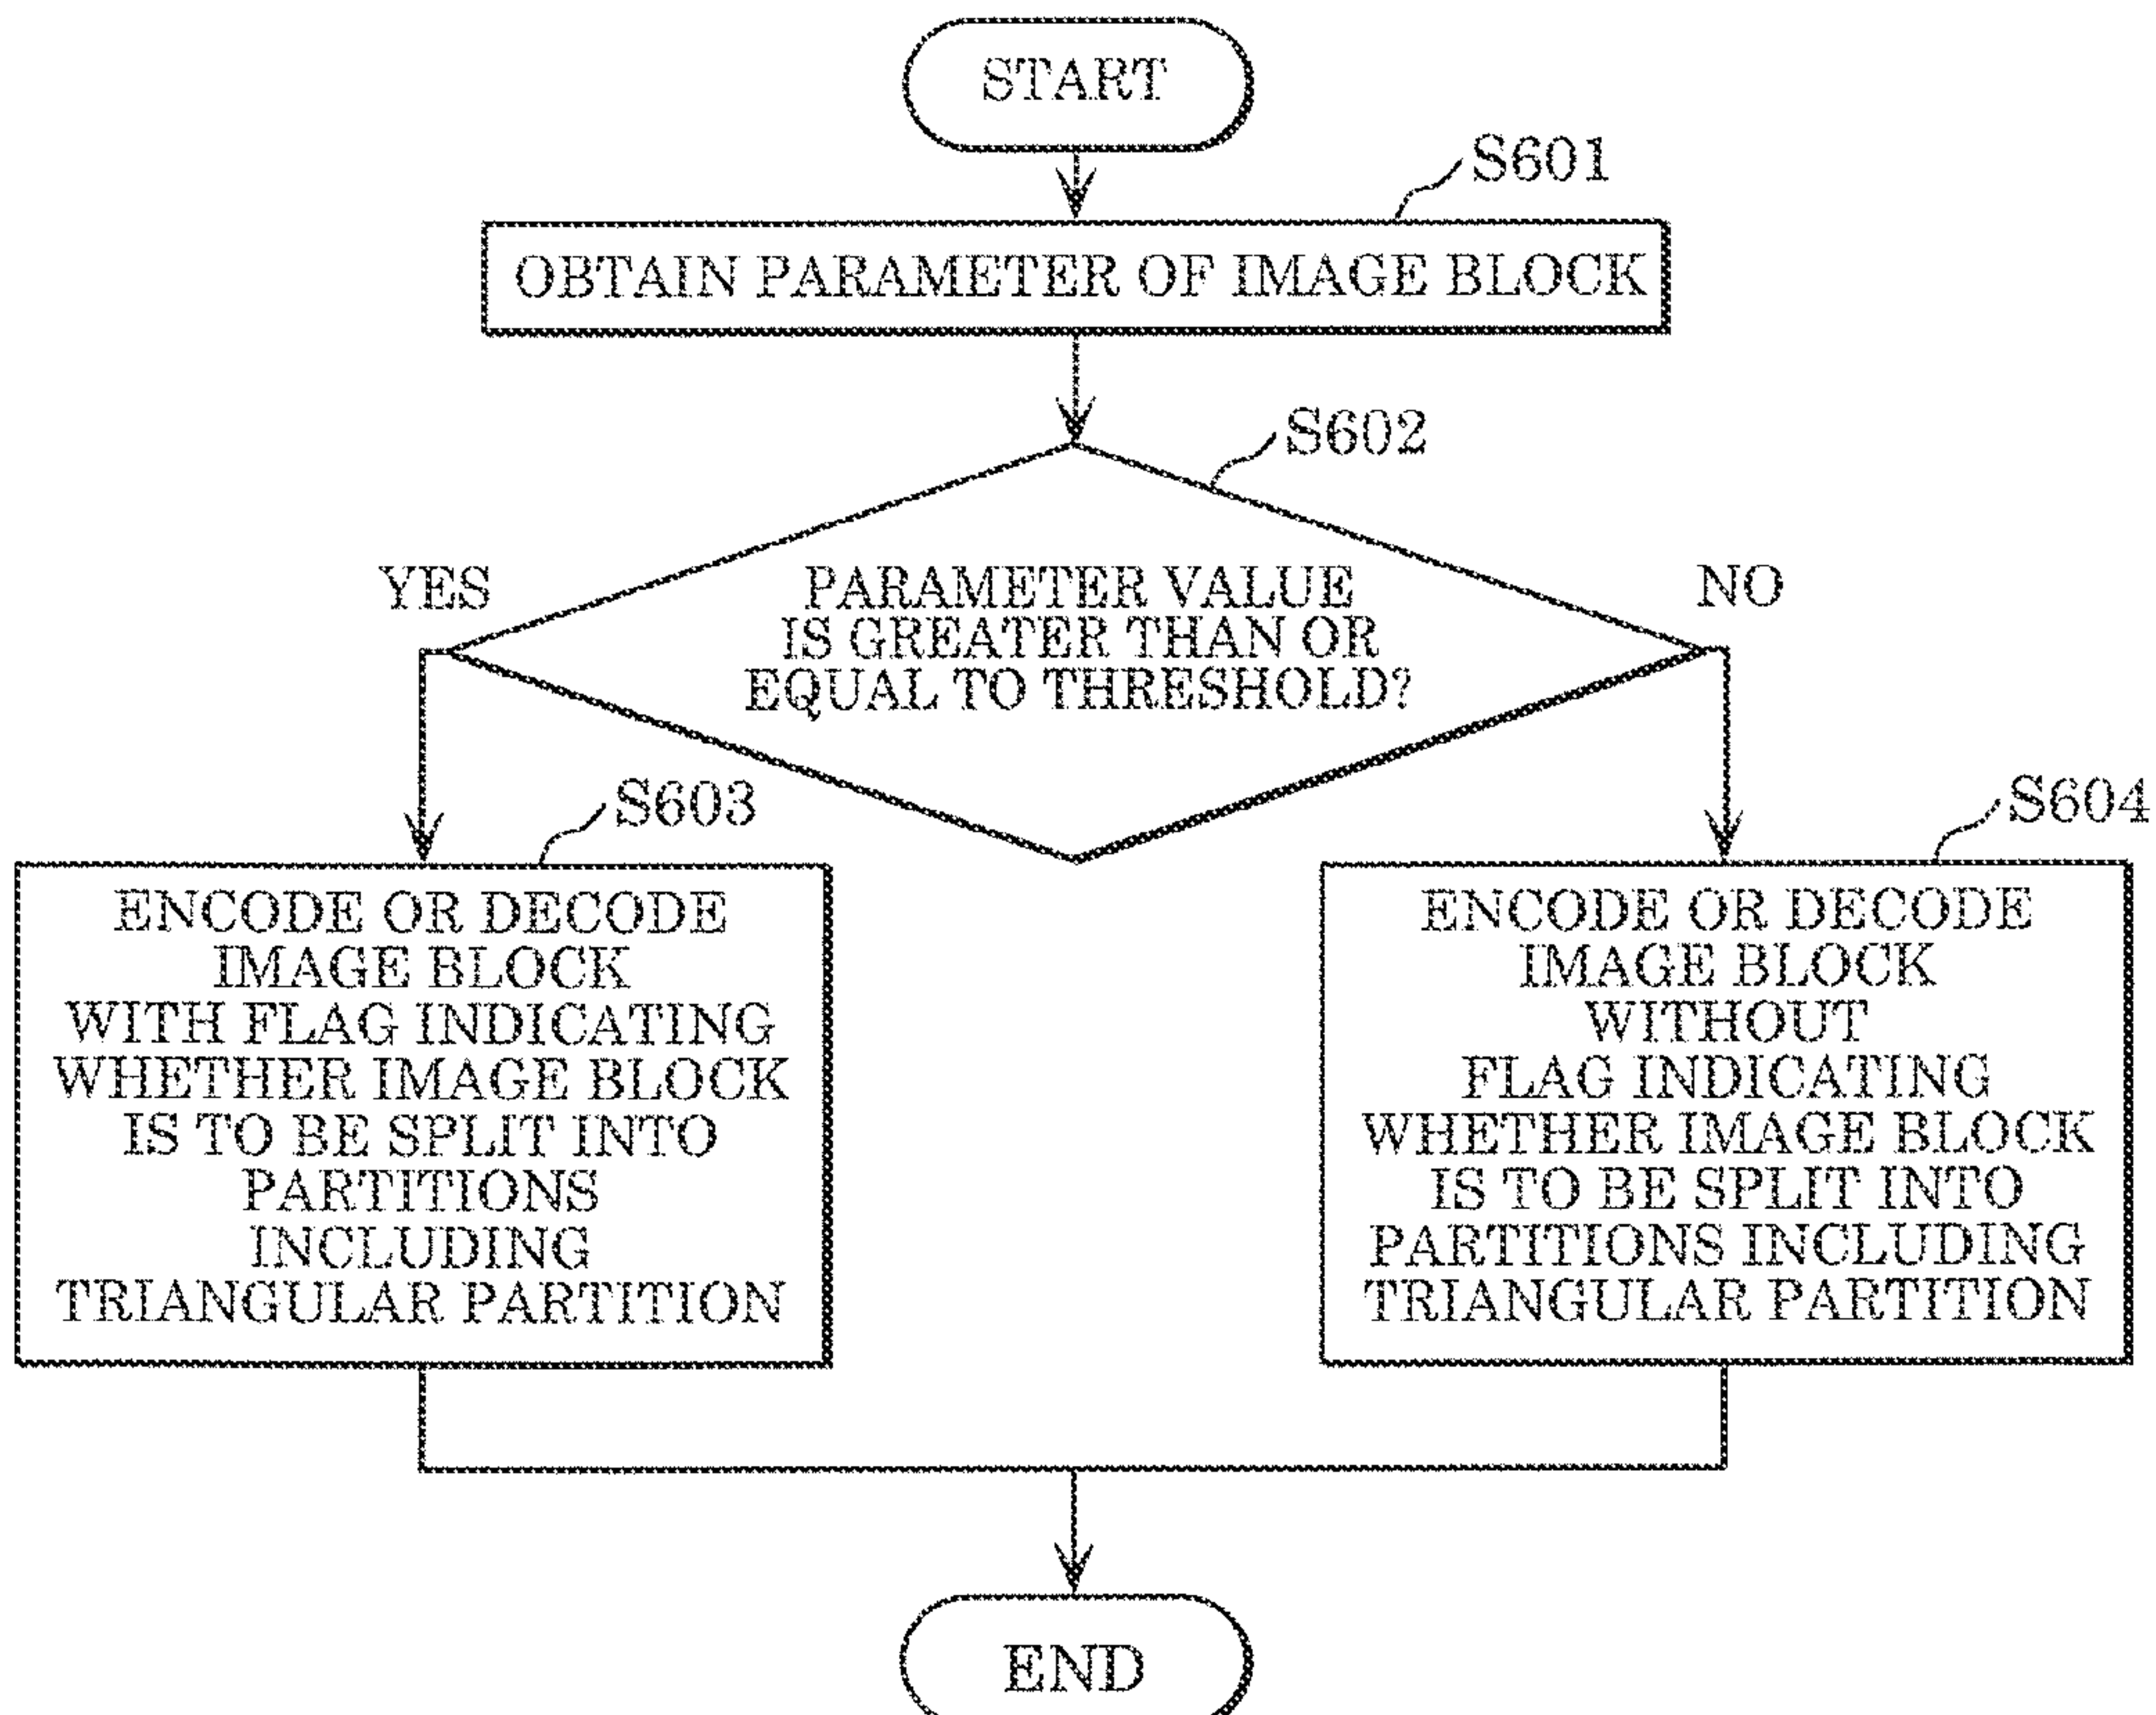 START
S601
OBTAIN PARAMETER OF IMAGE BLOCK
S602
YES
PARAMETER VALUE
IS GREATER THAN OR
EQUAL TO THRESHOLD?
NO
S603
ENCODE OR DECODE
IMAGE BLOCK
WITH FLAG INDICATING
WHETHER IMAGE BLOCK
IS TO BE SPLIT INTO
PARTITIONS
INCLUDING
TRIANGULAR PARTITION
S604
ENCODE OR DECODE
IMAGE BLOCK
WITHOUT
FLAG INDICATING
WHETHER IMAGE BLOCK
IS TO BE SPLIT INTO
PARTITIONS INCLUDING
TRIANGULAR PARTITION
END